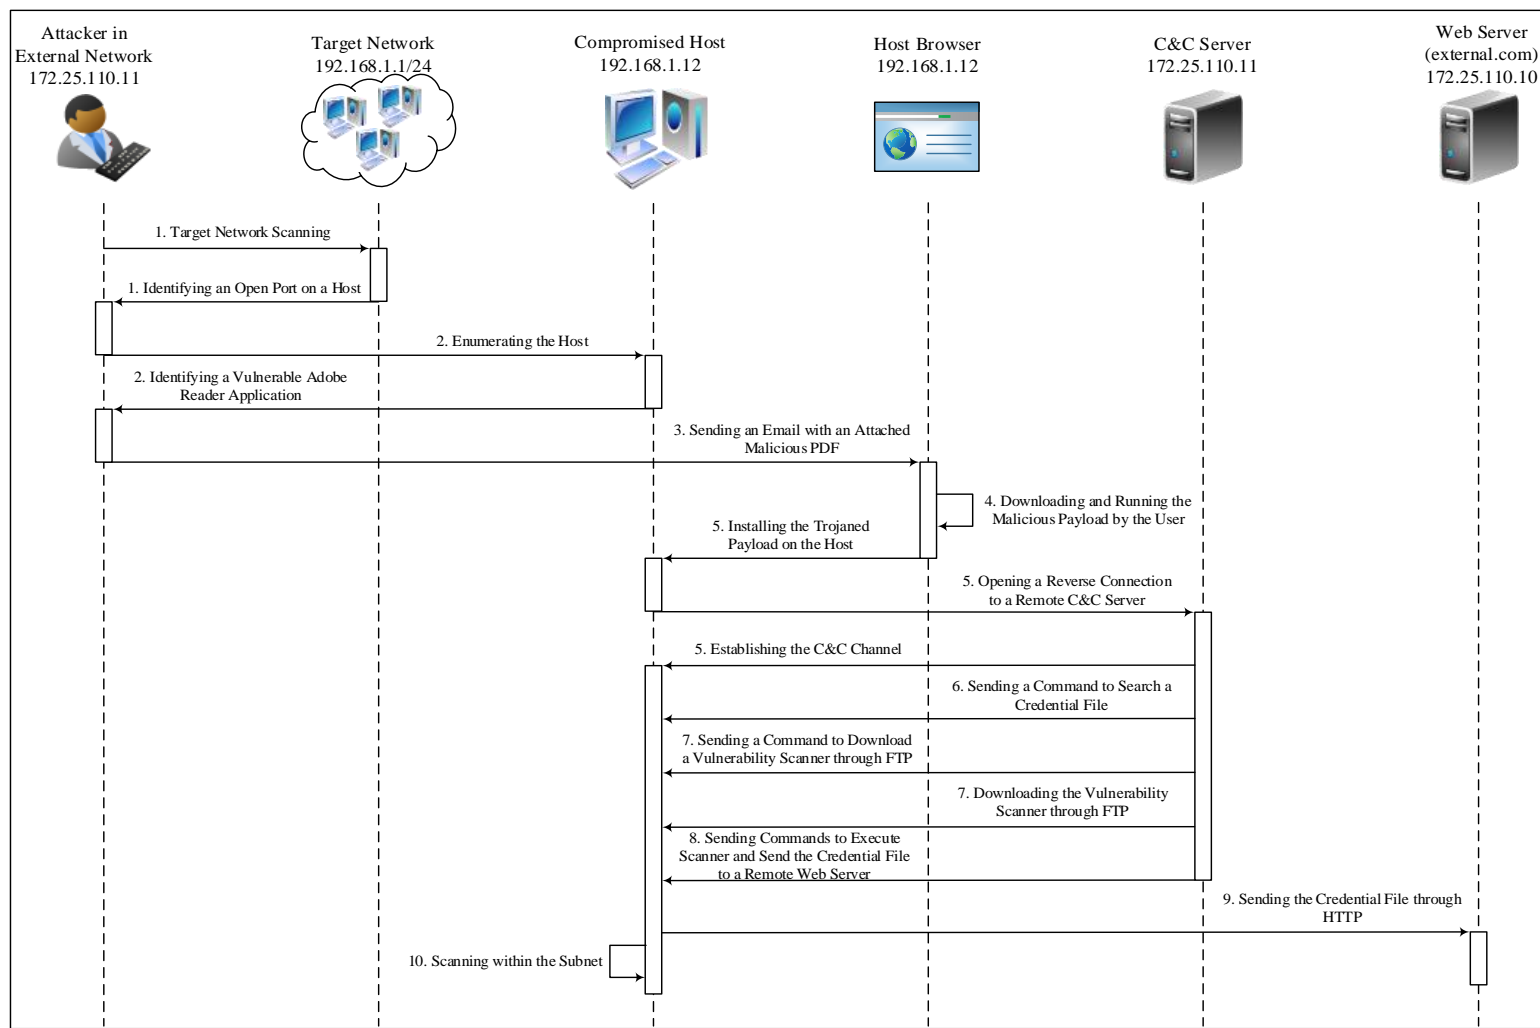 Attacker in
External Network
172.25.110.11
Target Network
192.168.1.1/24
Compromised Host
192.168.1.12
Host Browser
192.168.1.12
C&C Server
172.25.110.11
Web Server
(external.com)
172.25.110.10
1. Target Network Scanning
1. Identifying an Open Port on a Host
2. Enumerating the Host
2. Identifying a Vulnerable Adobe
Reader Application
3. Sending an Email with an Attached
Malicious PDF
4. Downloading and Running the
Malicious Payload by the User
5. Installing the Trojaned
Payload on the Host
5. Opening a Reverse Connection
to a Remote C&C Server
5. Establishing the C&C Channel
6. Sending a Command to Search a
Credential File
7. Sending a Command to Download
a Vulnerability Scanner through FTP
7. Downloading the Vulnerability
Scanner through FTP
8. Sending Commands to Execute
Scanner and Send the Credential File
to a Remote Web Server
9. Sending the Credential File through
HTTP
10. Scanning within the Subnet